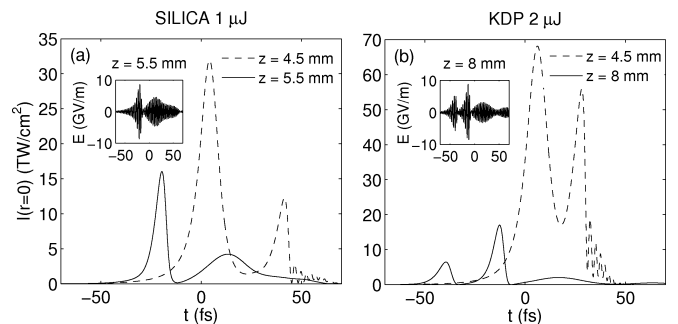 SILICA 1 μJ
(a)
z = 4.5 mm
z = 5.5 mm
z = 5.5 mm
E (GV/m)
10
0
−10
−50 0 50
I(r=0) (TW/cm²)
35
30
25
20
15
10
5
0
−50 0 50
t (fs)
KDP 2 μJ
(b)
z = 4.5 mm
z = 8 mm
z = 8 mm
E (GV/m)
10
0
−10
−50 0 50
70
60
50
40
30
20
10
0
−50 0 50
t (fs)